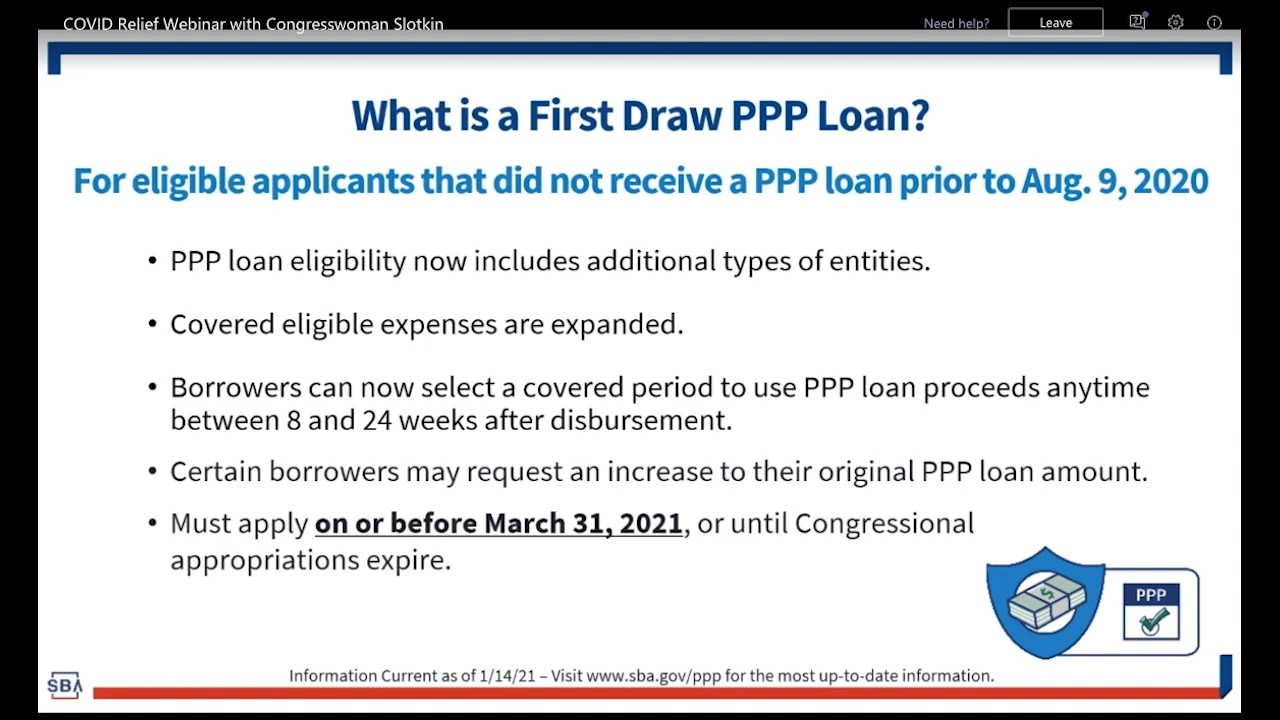 COVID Relief Webinar with Congresswoman Slotkin
Need help?
Leave
What is a First Draw PPP Loan?
For eligible applicants that did not receive a PPP loan prior to Aug. 9, 2020
• PPP loan eligibility now includes additional types of entities.
• Covered eligible expenses are expanded.
• Borrowers can now select a covered period to use PPP loan proceeds anytime
between 8 and 24 weeks after disbursement.
• Certain borrowers may request an increase to their original PPP loan amount.
• Must apply on or before March 31, 2021, or until Congressional
appropriations expire.
$
PPP
Information Current as of 1/14/21 – Visit www.sba.gov/ppp for the most up-to-date information.
SBA